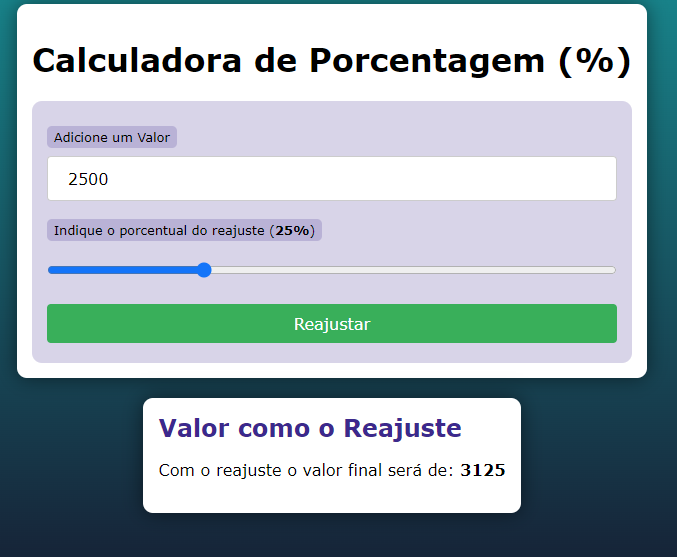 Calculadora de Porcentagem (%)
Adicione um Valor
2500
Indique o porcentual do reajuste (25%)
Reajustar
Valor como o Reajuste
Com o reajuste o valor final será de: 3125